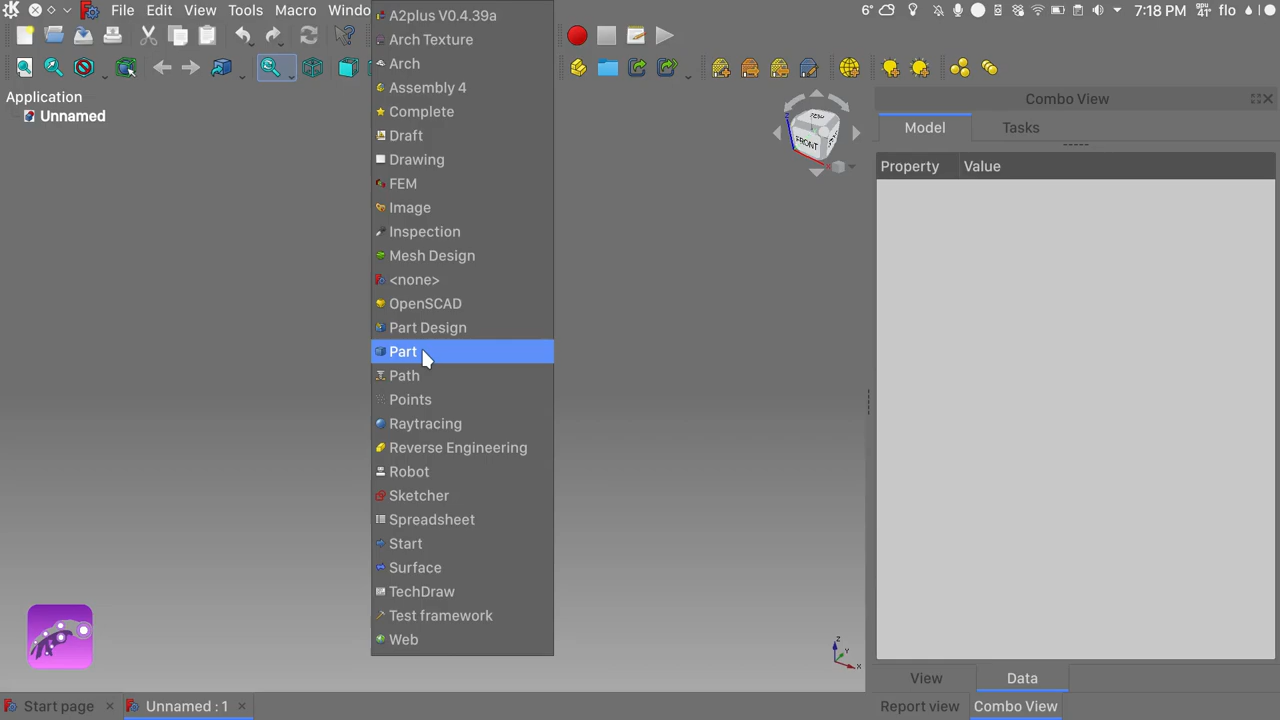 File Edit View Tools Macro Windo
6° 7:18 PM flo
Application
Unnamed
A2plus V0.4.39a
Arch Texture
Arch
Assembly 4
Complete
Draft
Drawing
FEM
Image
Inspection
Mesh Design
<none>
OpenSCAD
Part Design
Part
Path
Points
Raytracing
Reverse Engineering
Robot
Sketcher
Spreadsheet
Start
Surface
TechDraw
Test framework
Web
FRONT
Combo View
Model Tasks
Property Value
Z
Y
X
View Data
Start page Unnamed : 1
Report view Combo View